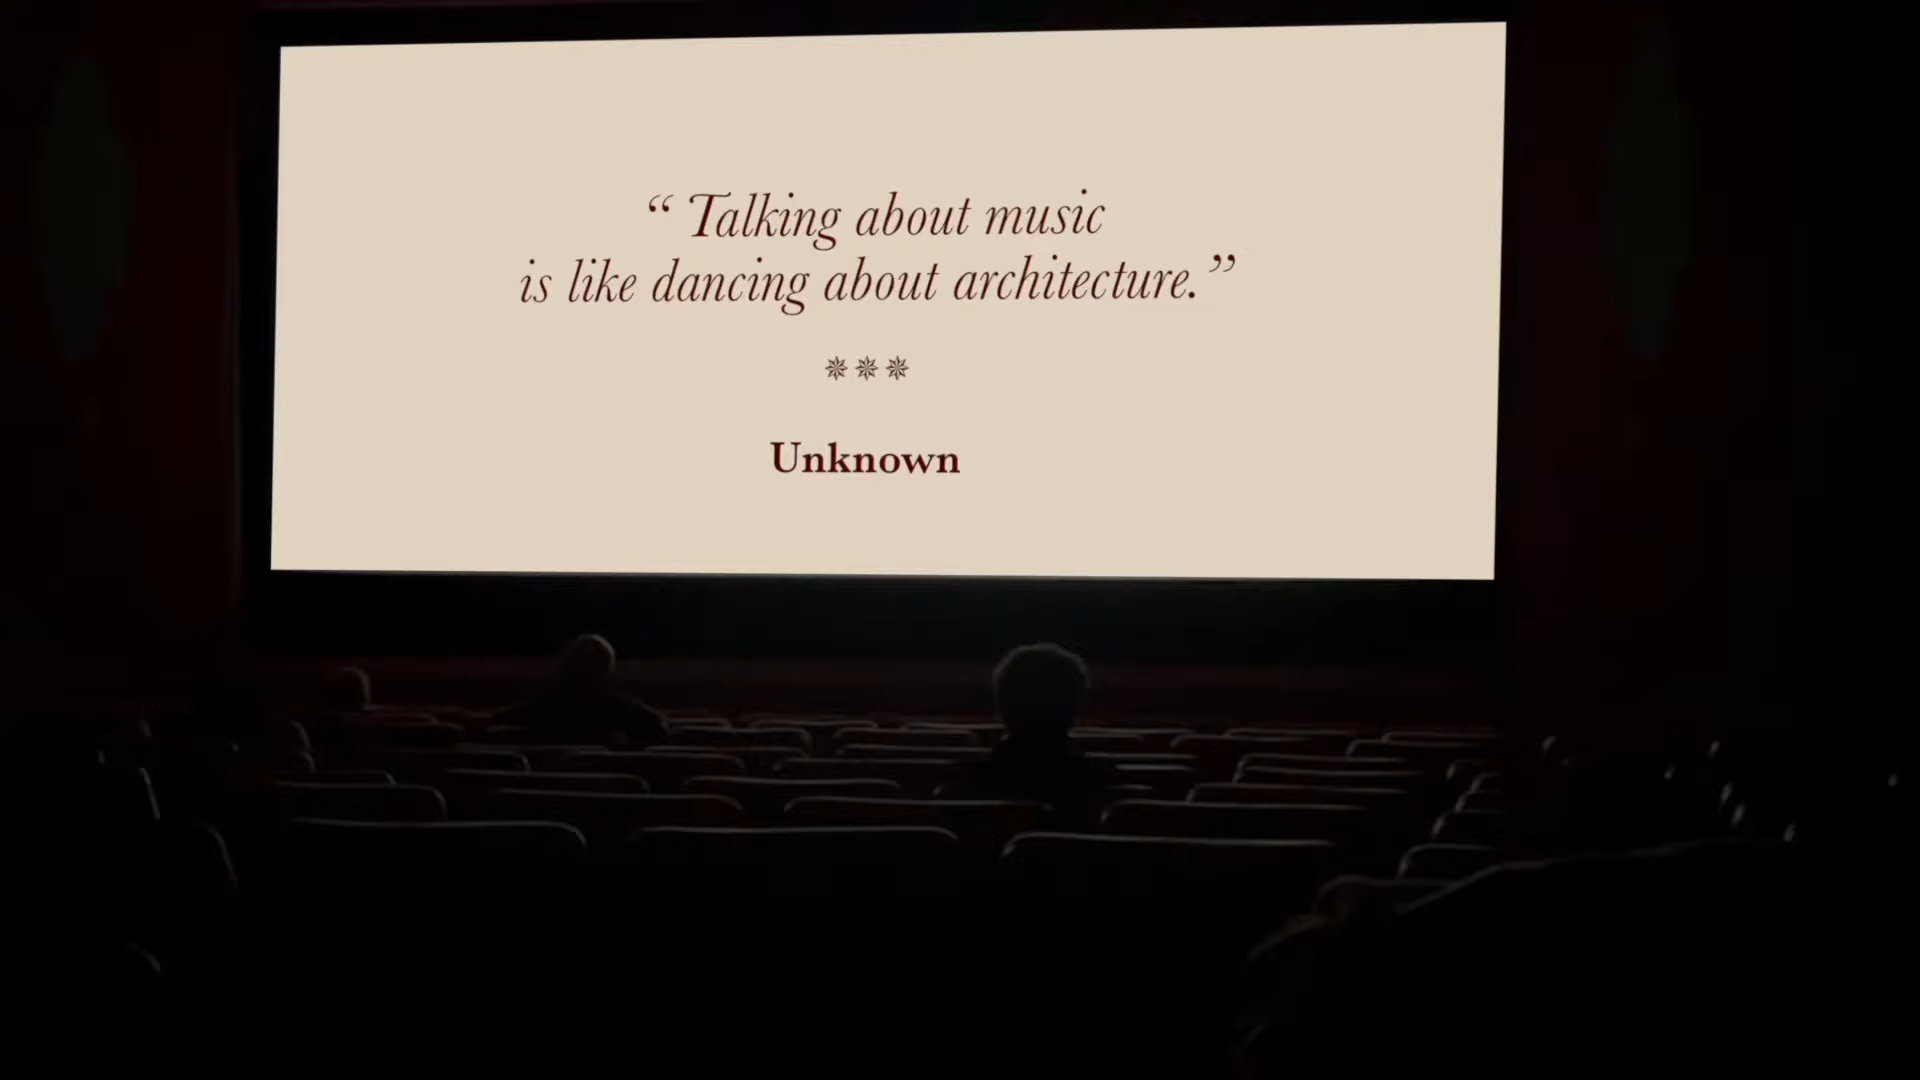 “ Talking about music
is like dancing about architecture.”
✵✵✵
Unknown